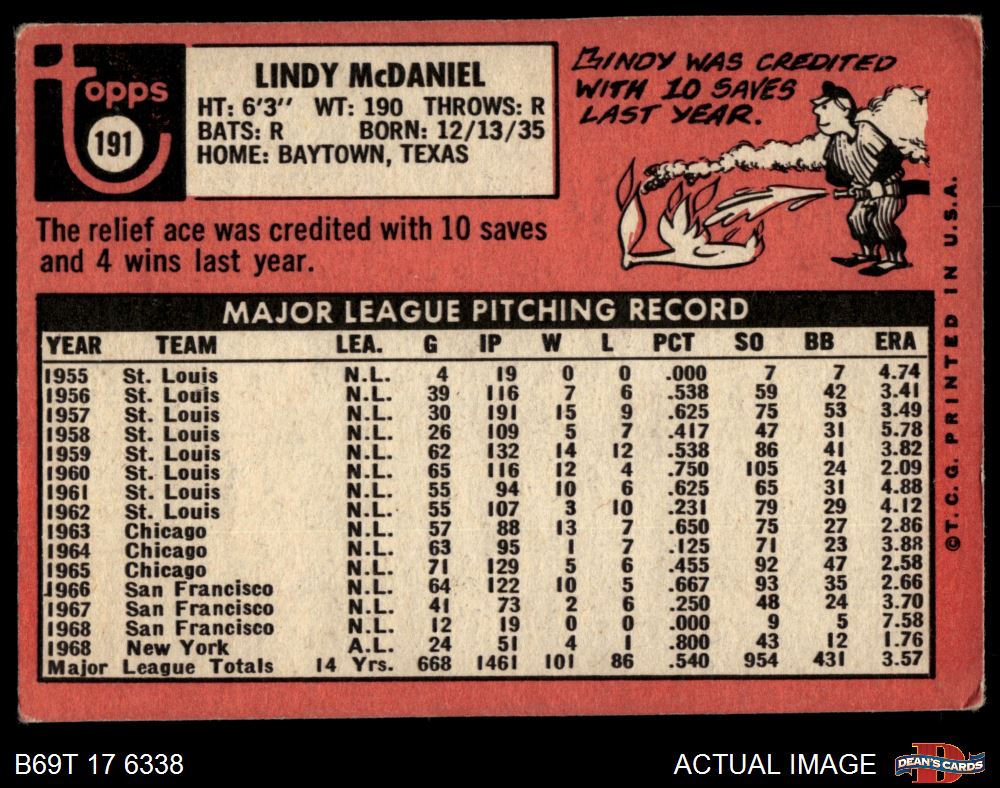 topps
191
LINDY McDANIEL
HT: 6'3" WT: 190 THROWS: R
BATS: R BORN: 12/13/35
HOME: BAYTOWN, TEXAS
LINDY WAS CREDITED
WITH 10 SAVES
LAST YEAR.
The relief ace was credited with 10 saves
and 4 wins last year.
MAJOR LEAGUE PITCHING RECORD
YEAR TEAM LEA. G IP W L PCT SO BB ERA
1955 St. Louis N.L. 4 19 0 0 .000 7 7 4.74
1956 St. Louis N.L. 39 116 7 6 .538 59 42 3.41
1957 St. Louis N.L. 30 191 15 9 .625 75 53 3.49
1958 St. Louis N.L. 26 109 5 7 .417 47 31 5.78
1959 St. Louis N.L. 62 132 14 12 .538 86 41 3.82
1960 St. Louis N.L. 65 116 12 4 .750 105 24 2.09
1961 St. Louis N.L. 55 94 10 6 .625 65 31 4.88
1962 St. Louis N.L. 55 107 3 10 .231 79 29 4.12
1963 Chicago N.L. 57 88 13 7 .650 75 27 2.86
1964 Chicago N.L. 63 95 1 7 .125 71 23 3.88
1965 Chicago N.L. 71 129 5 6 .455 92 47 2.58
1966 San Francisco N.L. 64 122 10 5 .667 93 35 2.66
1967 San Francisco N.L. 41 73 2 6 .250 48 24 3.70
1968 San Francisco N.L. 12 19 0 0 .000 9 5 7.58
1968 New York A.L. 24 51 4 1 .800 43 12 1.76
Major League Totals 14 Yrs. 668 1461 101 86 .540 954 431 3.57
©T.C.G. PRINTED IN U.S.A.
B69T 17 6338
ACTUAL IMAGE
DEAN'S CARDS